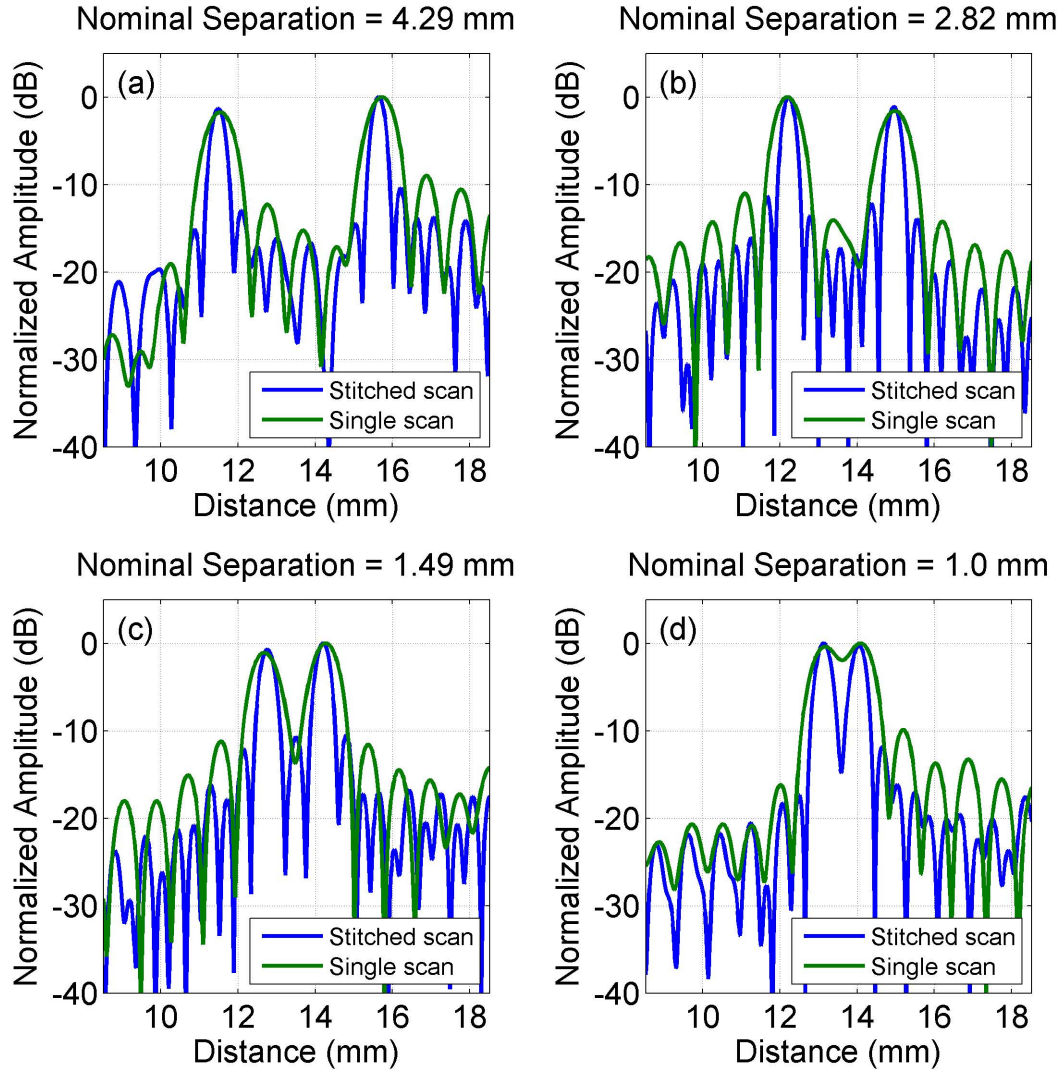 Nominal Separation = 4.29 mm
(a)
Normalized Amplitude (dB)
0
-10
-20
-30
-40
Stitched scan
Single scan
10 12 14 16 18
Distance (mm)
Nominal Separation = 2.82 mm
(b)
Normalized Amplitude (dB)
0
-10
-20
-30
-40
Stitched scan
Single scan
10 12 14 16 18
Distance (mm)
Nominal Separation = 1.49 mm
(c)
Normalized Amplitude (dB)
0
-10
-20
-30
-40
Stitched scan
Single scan
10 12 14 16 18
Distance (mm)
Nominal Separation = 1.0 mm
(d)
Normalized Amplitude (dB)
0
-10
-20
-30
-40
Stitched scan
Single scan
10 12 14 16 18
Distance (mm)